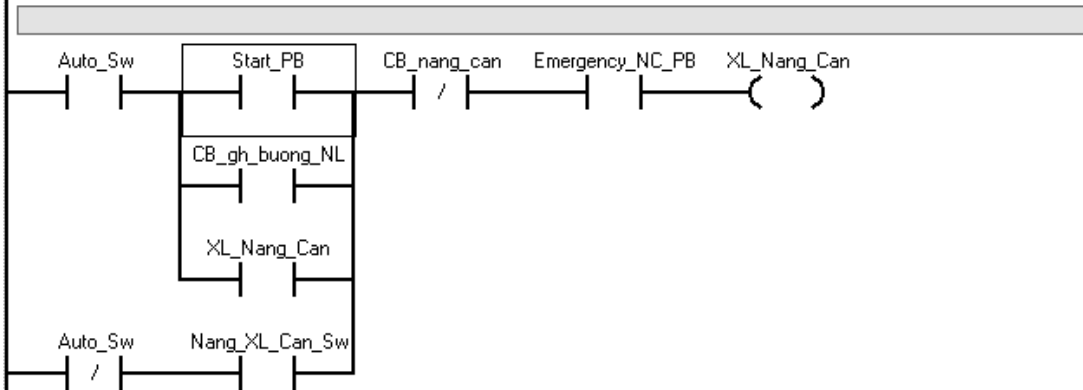 Auto_Sw Start_PB CB_nang_can Emergency_NC_PB XL_Nang_Can
/
CB_gh_buong_NL
XL_Nang_Can
Auto_Sw Nang_XL_Can_Sw
/